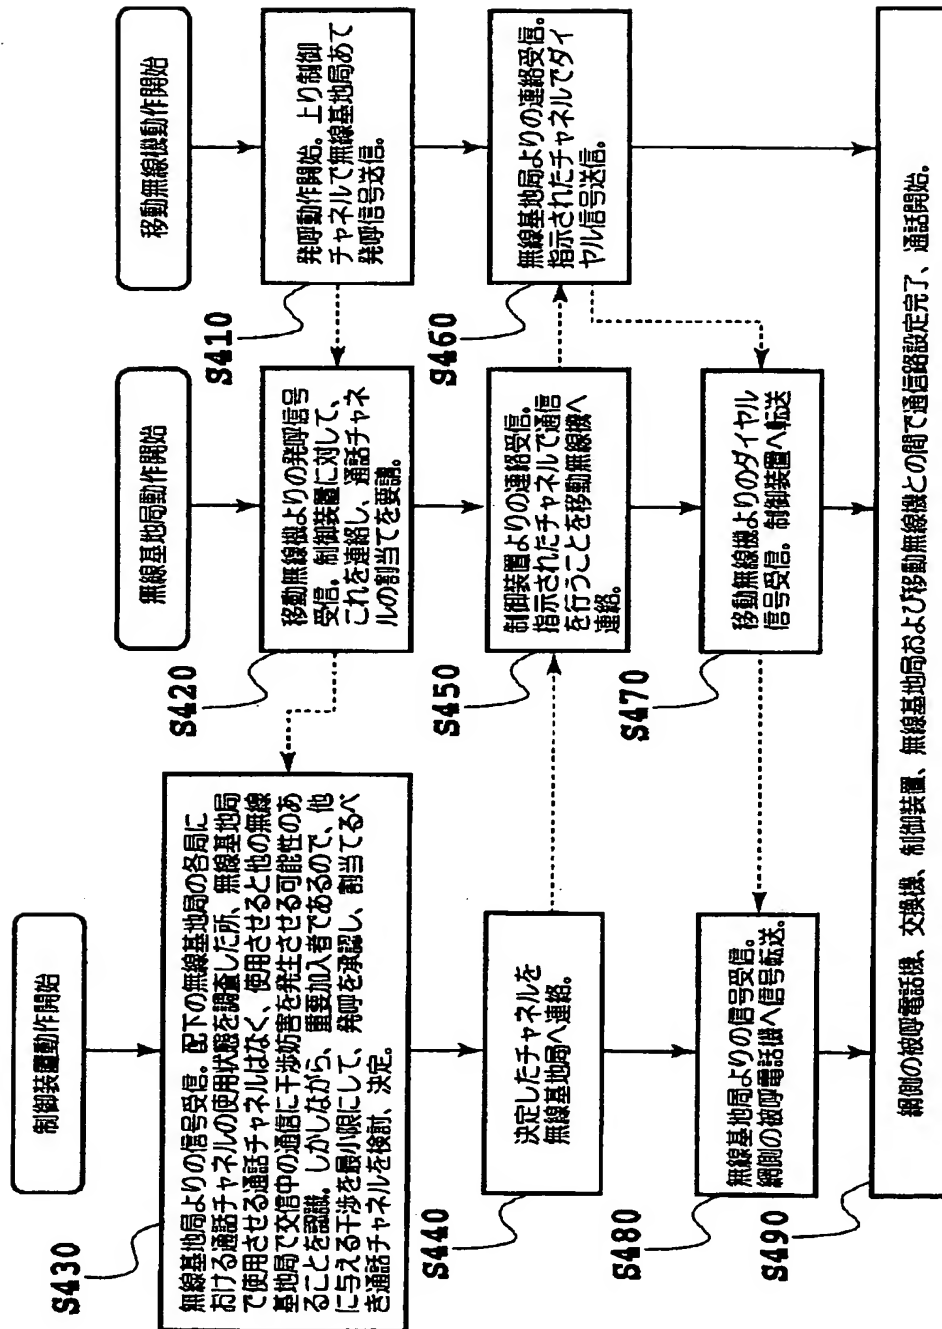 制御装置動作開始
無線基地局動作開始
移動無線機動作開始
S410
発呼動作開始。上り制御
チャネルで無線基地局あて
発呼信号送信。
S420
移動無線機よりの発呼信号
受信。制御装置に対して、
これを連絡し、通話チャネ
ルの割当てを要請。
S430
無線基地局よりの信号受信。配下の無線基地局の各局に
おける通話チャネルの使用状態を調査した所、無線基地局
で使用させる通話チャネルはなく、使用させると他の無線
基地局で交信中の通信に干渉妨害を発生させる可能性のあ
ることを認識。しかしながら、重要加入者であるので、他
に与える干渉を最小限にして、発呼を承認し、割当てるべ
き通話チャネルを検討、決定。
S440
決定したチャネルを
無線基地局へ連絡。
S450
制御装置よりの連絡受信。
指示されたチャネルで通信
を行うことを移動無線機へ
連絡。
S460
無線基地局よりの連絡受信。
指示されたチャネルでダイ
ヤル信号送信。
S470
移動無線機よりのダイヤル
信号受信。制御装置へ転送
S480
無線基地局よりの信号受信。
網側の被呼電話機へ信号転送。
S490
網側の被呼電話機、交換機、制御装置、無線基地局および移動無線機との間で通信路設定完了、通話開始。